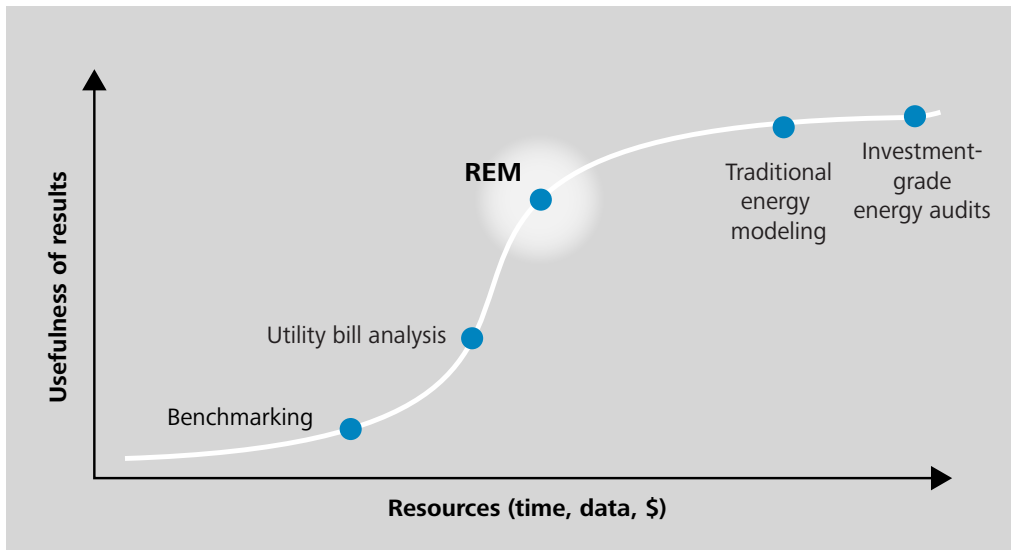 Usefulness of results
REM
Traditional
energy
modeling
Investment-
grade
energy audits
Utility bill analysis
Benchmarking
Resources (time, data, $)